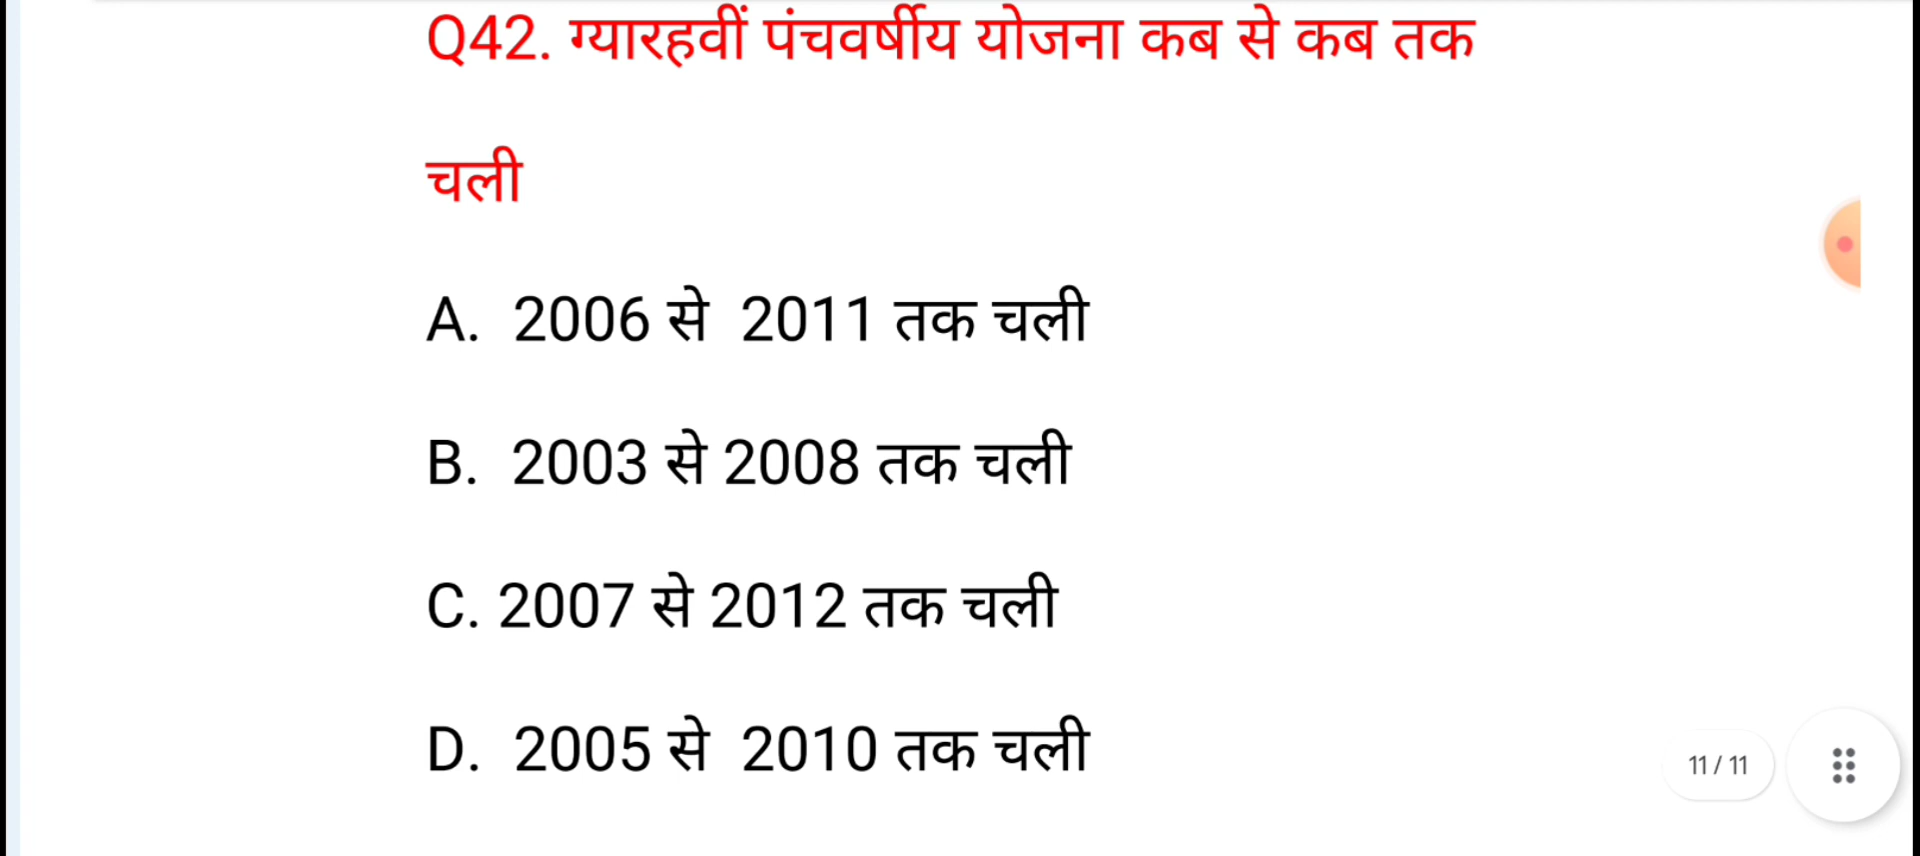 Q42. ग्यारहवीं पंचवर्षीय योजना कब से कब तक
चली
A. 2006 से 2011 तक चली
B. 2003 से 2008 तक चली
C. 2007 से 2012 तक चली
D. 2005 से 2010 तक चली
11 / 11